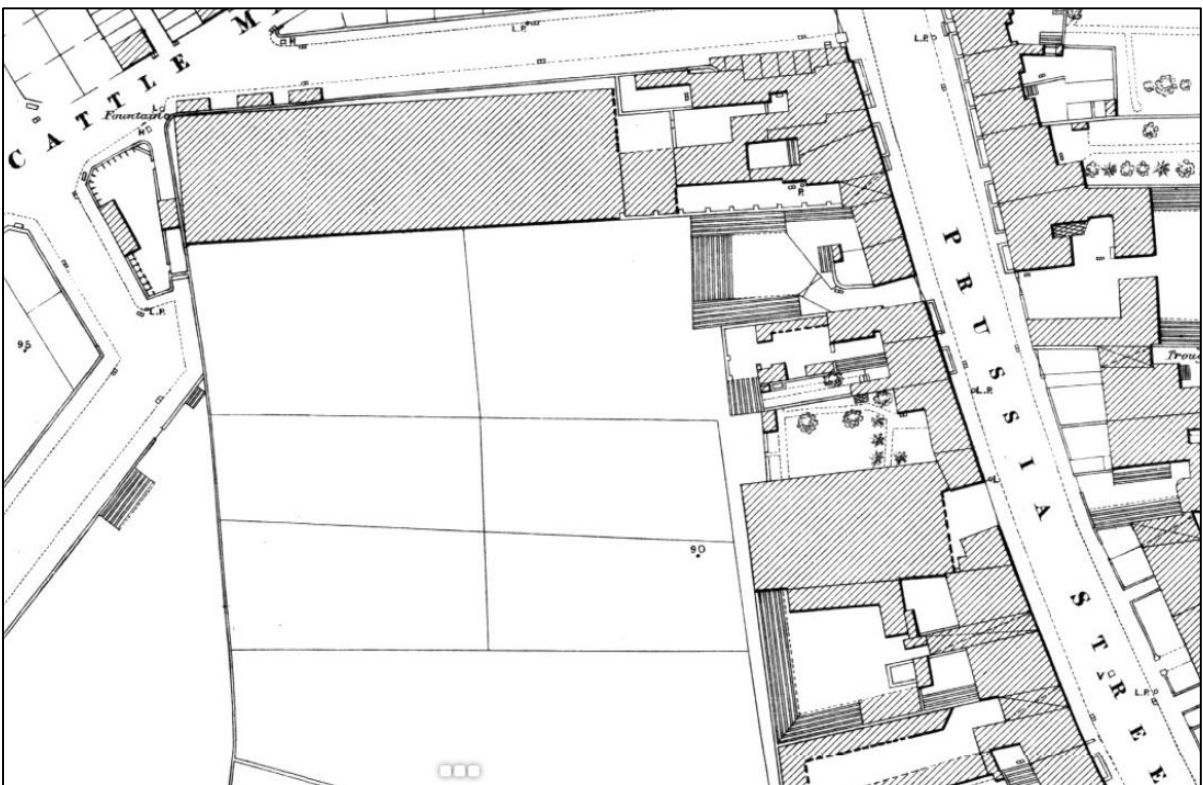 CATTLE M
L.P.
H
L.P.
L
Fountain
P.
L.P.
95
PRUSSIA STREE
L.P.
Trou
90
V
L.P.